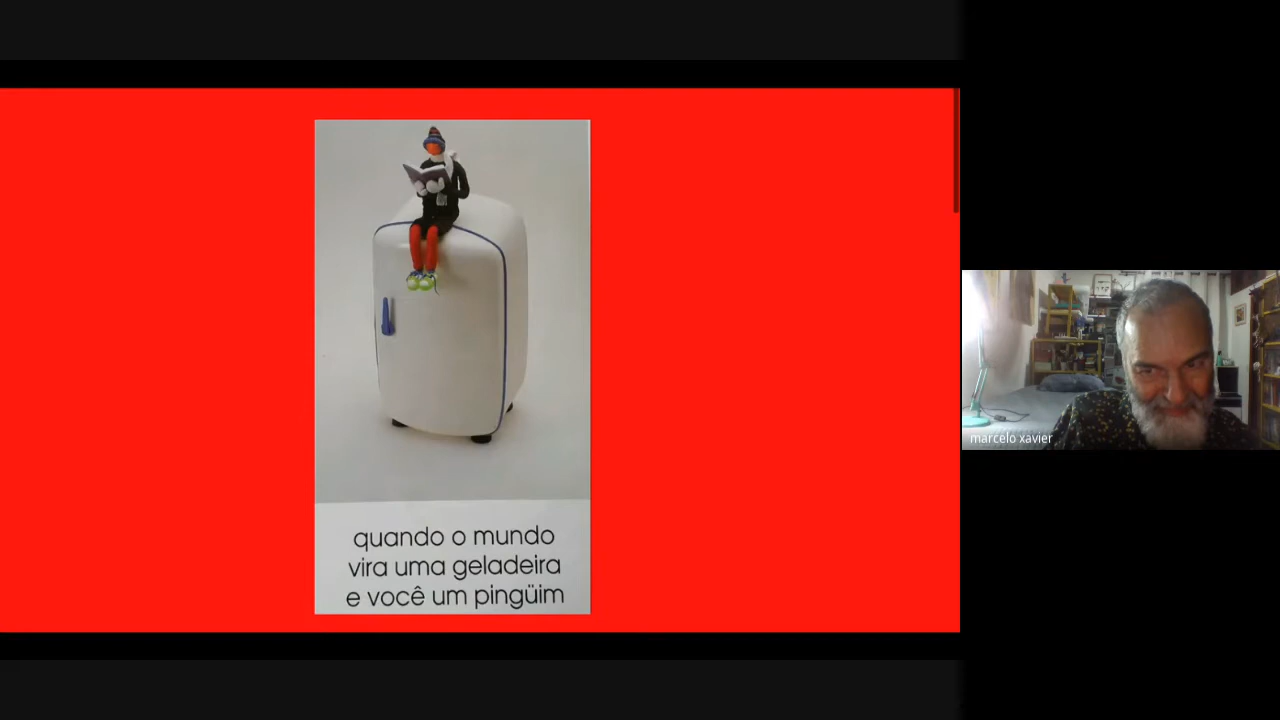 quando o mundo
vira uma geladeira
e você um pingüim
marcelo xavier